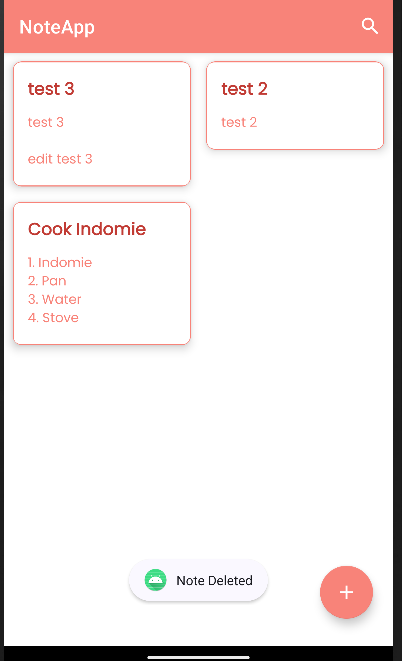 NoteApp
test 3
test 3
edit test 3
test 2
test 2
Cook Indomie
1. Indomie
2. Pan
3. Water
4. Stove
Note Deleted
+